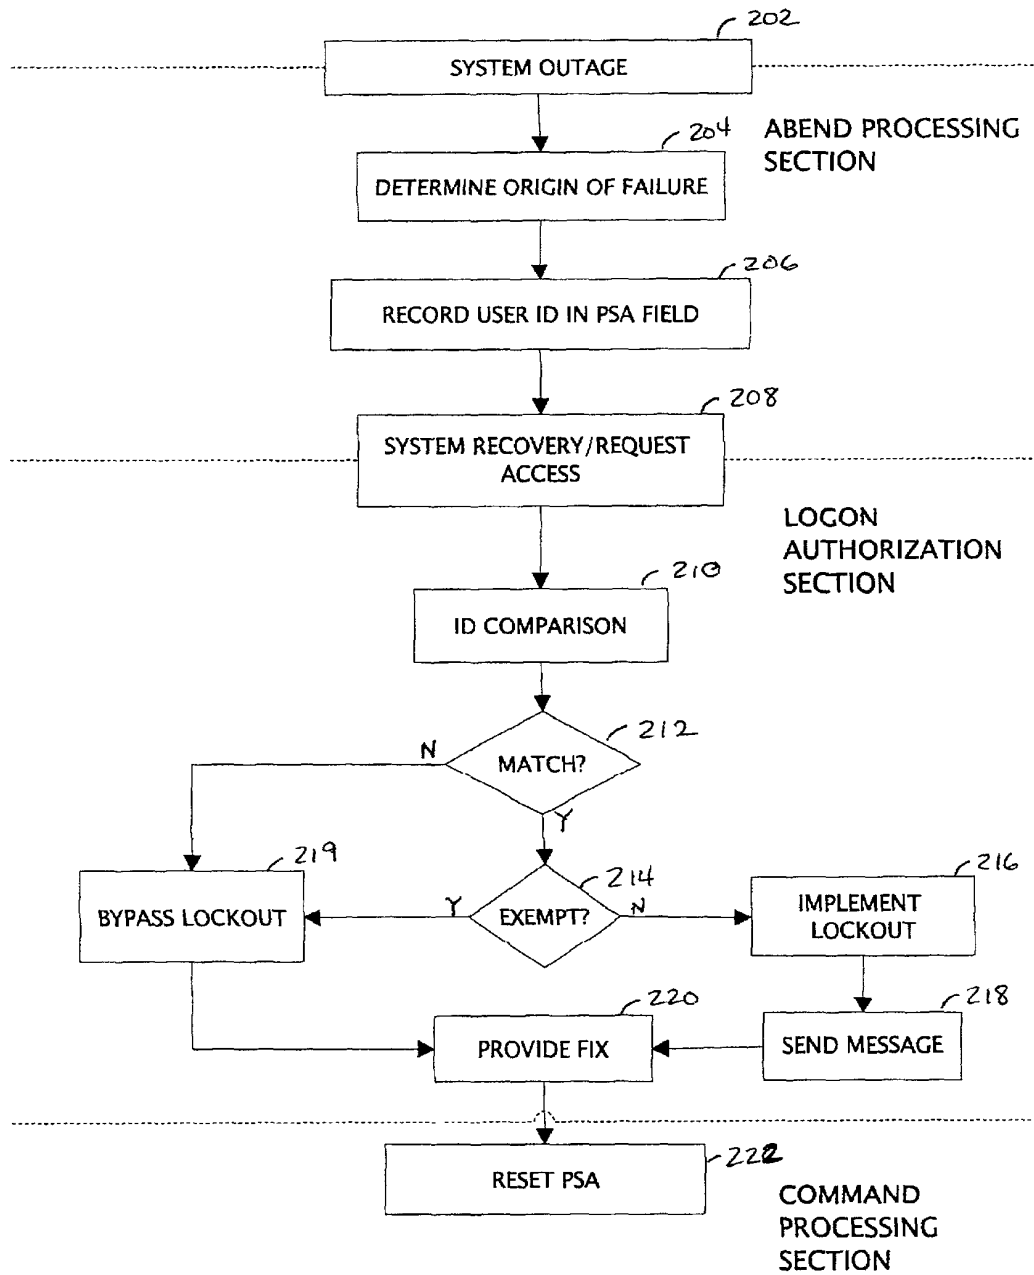 202
SYSTEM OUTAGE
ABEND PROCESSING
SECTION
204
DETERMINE ORIGIN OF FAILURE
206
RECORD USER ID IN PSA FIELD
208
SYSTEM RECOVERY/REQUEST
ACCESS
LOGON
AUTHORIZATION
SECTION
210
ID COMPARISON
212
MATCH?
N
Y
219
BYPASS LOCKOUT
214
EXEMPT?
Y
N
216
IMPLEMENT
LOCKOUT
218
SEND MESSAGE
220
PROVIDE FIX
222
RESET PSA
COMMAND
PROCESSING
SECTION